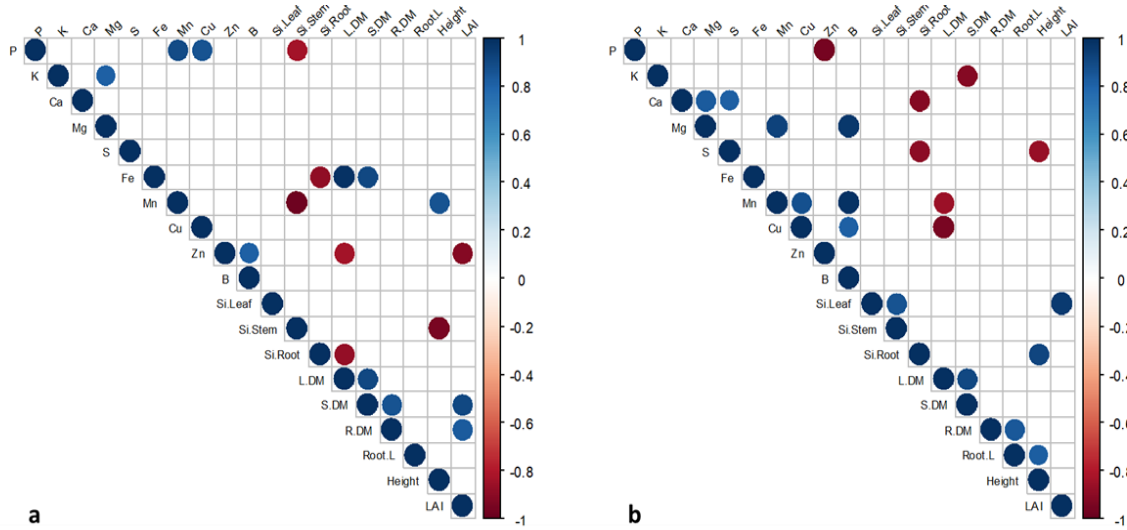 P K Ca Mg S Fe Mn Cu Zn B Si.Leaf Si.Stem Si.Root L.DM S.DM R.DM Root.L Height LAI
P
K
Ca
Mg
S
Fe
Mn
Cu
Zn
B
Si.Leaf
Si.Stem
Si.Root
L.DM
S.DM
R.DM
Root.L
Height
LAI
1
0.8
0.6
0.4
0.2
0
-0.2
-0.4
-0.6
-0.8
-1
a
P K Ca Mg S Fe Mn Cu Zn B Si.Leaf Si.Stem Si.Root L.DM S.DM R.DM Root.L Height LAI
P
K
Ca
Mg
S
Fe
Mn
Cu
Zn
B
Si.Leaf
Si.Stem
Si.Root
L.DM
S.DM
R.DM
Root.L
Height
LAI
1
0.8
0.6
0.4
0.2
0
-0.2
-0.4
-0.6
-0.8
-1
b